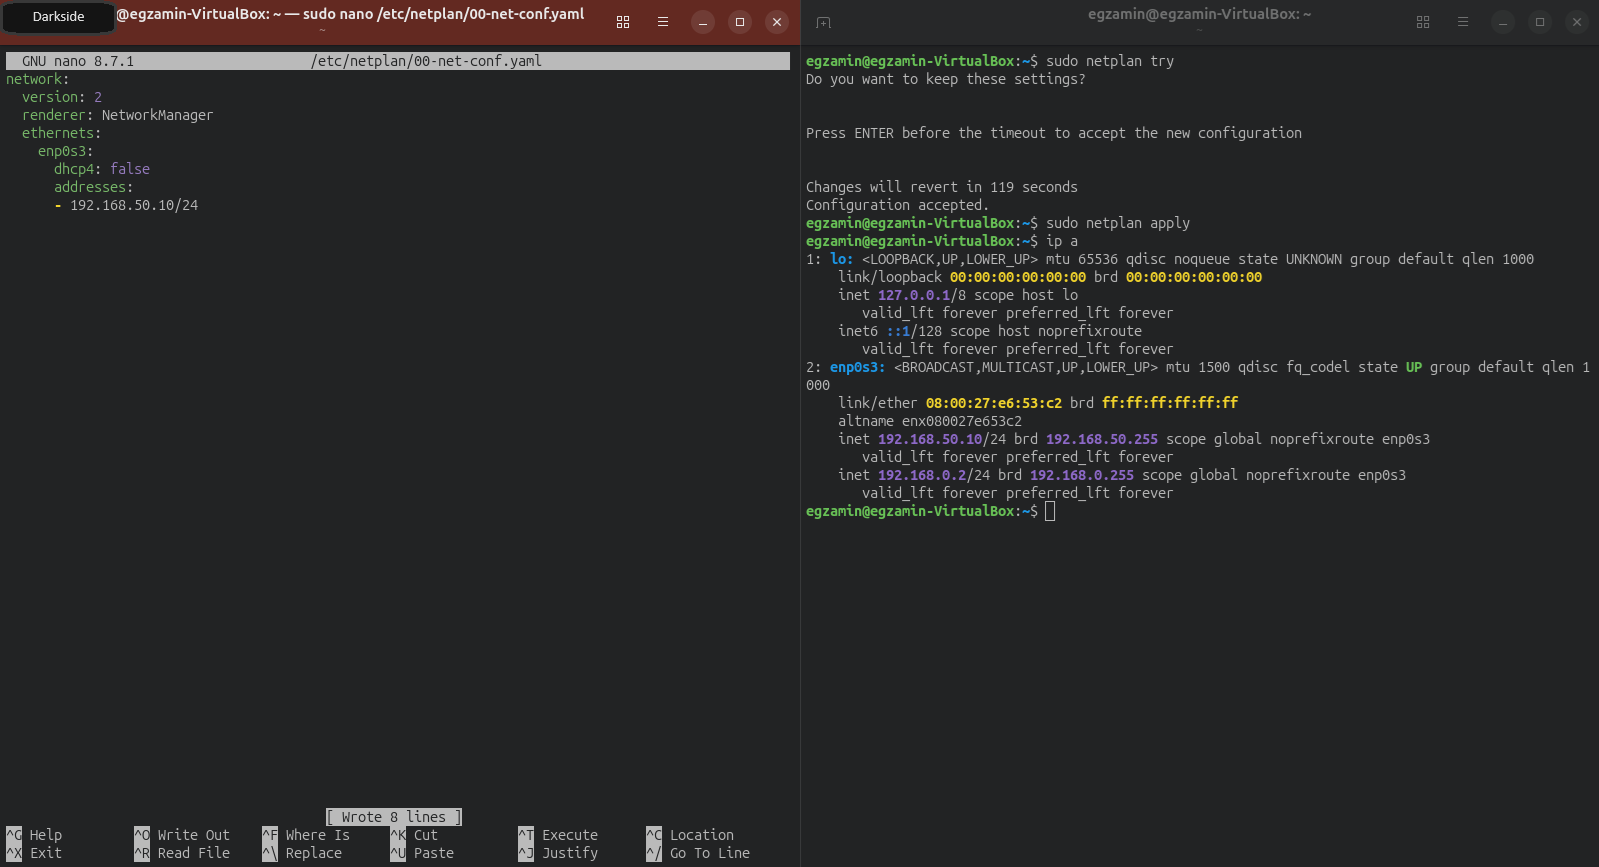 Darkside
@egzamin-VirtualBox: ~ — sudo nano /etc/netplan/00-net-conf.yaml
~
GNU nano 8.7.1 /etc/netplan/00-net-conf.yaml
network:
version: 2
renderer: NetworkManager
ethernets:
enp0s3:
dhcp4: false
addresses:
- 192.168.50.10/24
[ Wrote 8 lines ]
^G Help ^O Write Out ^F Where Is ^K Cut ^T Execute ^C Location
^X Exit ^R Read File ^\ Replace ^U Paste ^J Justify ^/ Go To Line
egzamin@egzamin-VirtualBox: ~
~
egzamin@egzamin-VirtualBox:~$ sudo netplan try
Do you want to keep these settings?
Press ENTER before the timeout to accept the new configuration
Changes will revert in 119 seconds
Configuration accepted.
egzamin@egzamin-VirtualBox:~$ sudo netplan apply
egzamin@egzamin-VirtualBox:~$ ip a
1: lo: <LOOPBACK,UP,LOWER_UP> mtu 65536 qdisc noqueue state UNKNOWN group default qlen 1000
link/loopback 00:00:00:00:00:00 brd 00:00:00:00:00:00
inet 127.0.0.1/8 scope host lo
valid_lft forever preferred_lft forever
inet6 ::1/128 scope host noprefixroute
valid_lft forever preferred_lft forever
2: enp0s3: <BROADCAST,MULTICAST,UP,LOWER_UP> mtu 1500 qdisc fq_codel state UP group default qlen 1
000
link/ether 08:00:27:e6:53:c2 brd ff:ff:ff:ff:ff:ff
altname enx080027e653c2
inet 192.168.50.10/24 brd 192.168.50.255 scope global noprefixroute enp0s3
valid_lft forever preferred_lft forever
inet 192.168.0.2/24 brd 192.168.0.255 scope global noprefixroute enp0s3
valid_lft forever preferred_lft forever
egzamin@egzamin-VirtualBox:~$